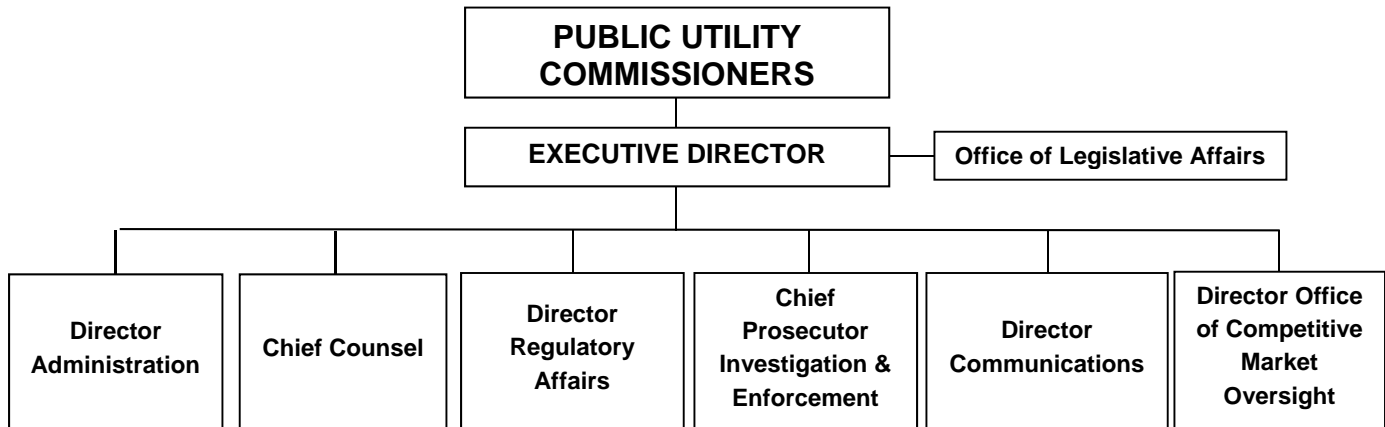 PUBLIC UTILITY
COMMISSIONERS
EXECUTIVE DIRECTOR
Office of Legislative Affairs
Director
Administration
Chief Counsel
Director
Regulatory
Affairs
Chief
Prosecutor
Investigation &
Enforcement
Director
Communications
Director Office
of Competitive
Market
Oversight